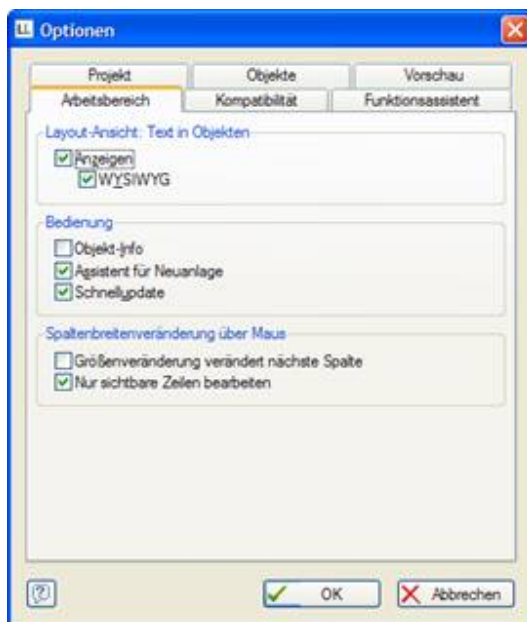 Optionen
Projekt Objekte Vorschau
Arbeitsbereich Kompatibilität Funktionsassistent
Layout-Ansicht: Text in Objekten
Anzeigen
WYSIWYG
Bedienung
Objekt-Info
Assistent für Neuanlage
Schnellupdate
Spaltenbreitenveränderung über Maus
Größenveränderung verändert nächste Spalte
Nur sichtbare Zeilen bearbeiten
OK Abbrechen